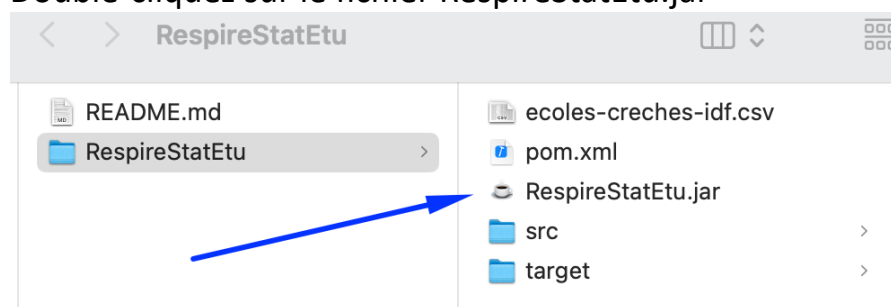 Double-cliquez sur le fichier RespireStatEtu.jar
RespireStatEtu
README.md
RespireStatEtu
ecoles-creches-idf.csv
pom.xml
RespireStatEtu.jar
src
target